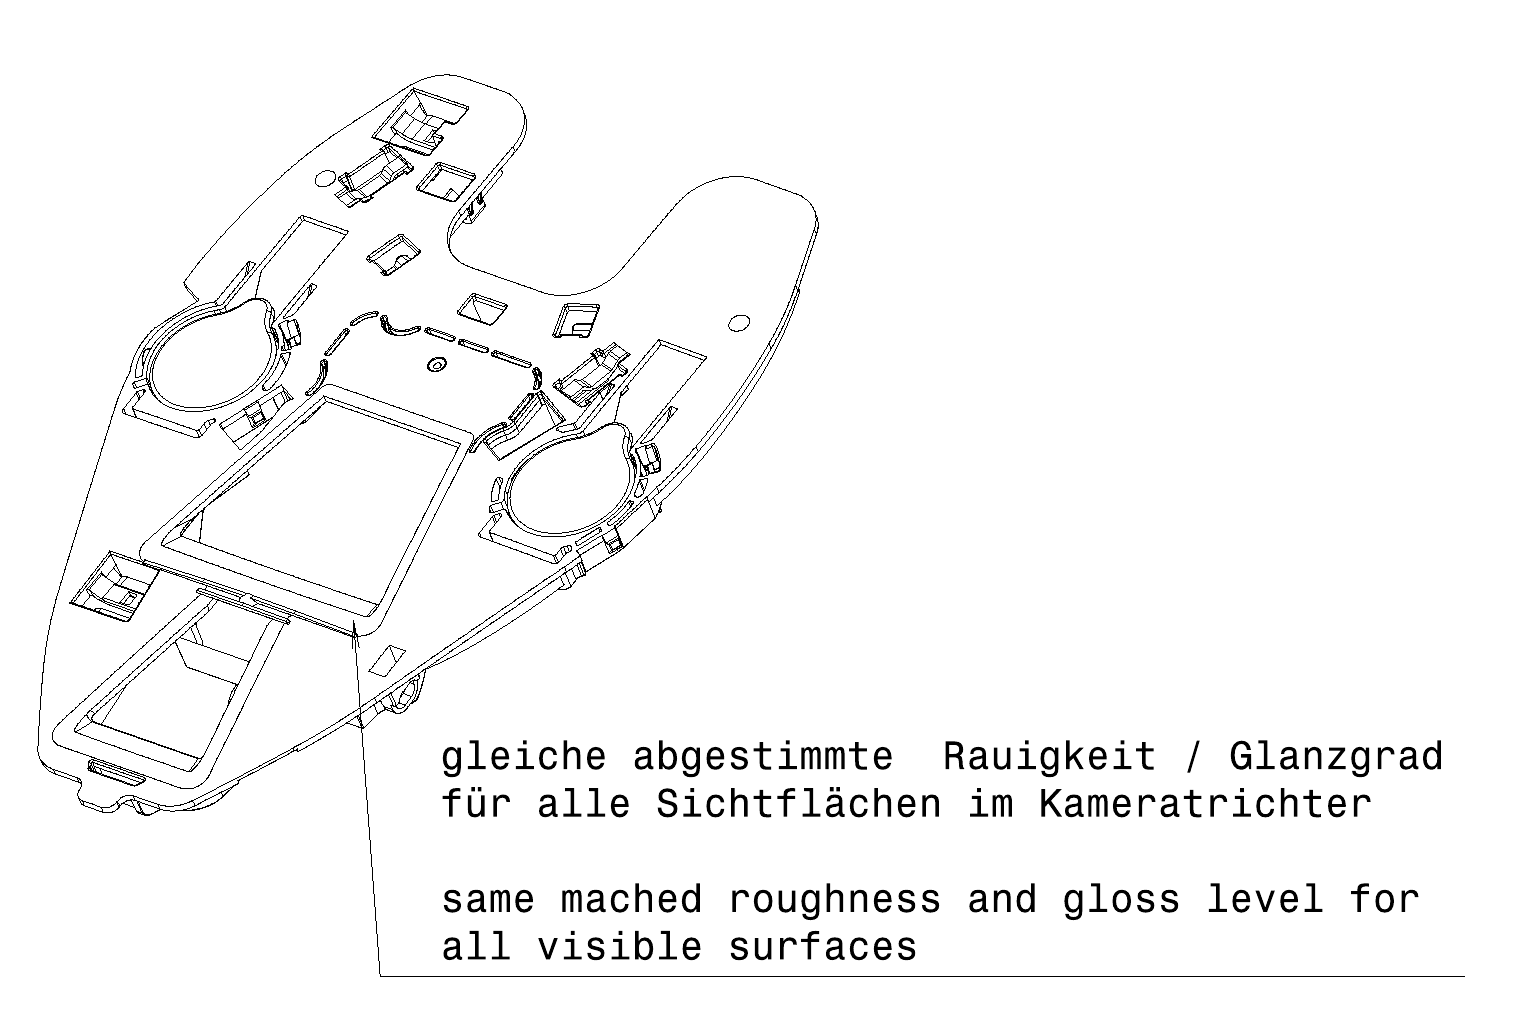 gleiche abgestimmte  Rauigkeit / Glanzgrad
für alle Sichtflächen im Kameratrichter
same mached roughness and gloss level for
all visible surfaces